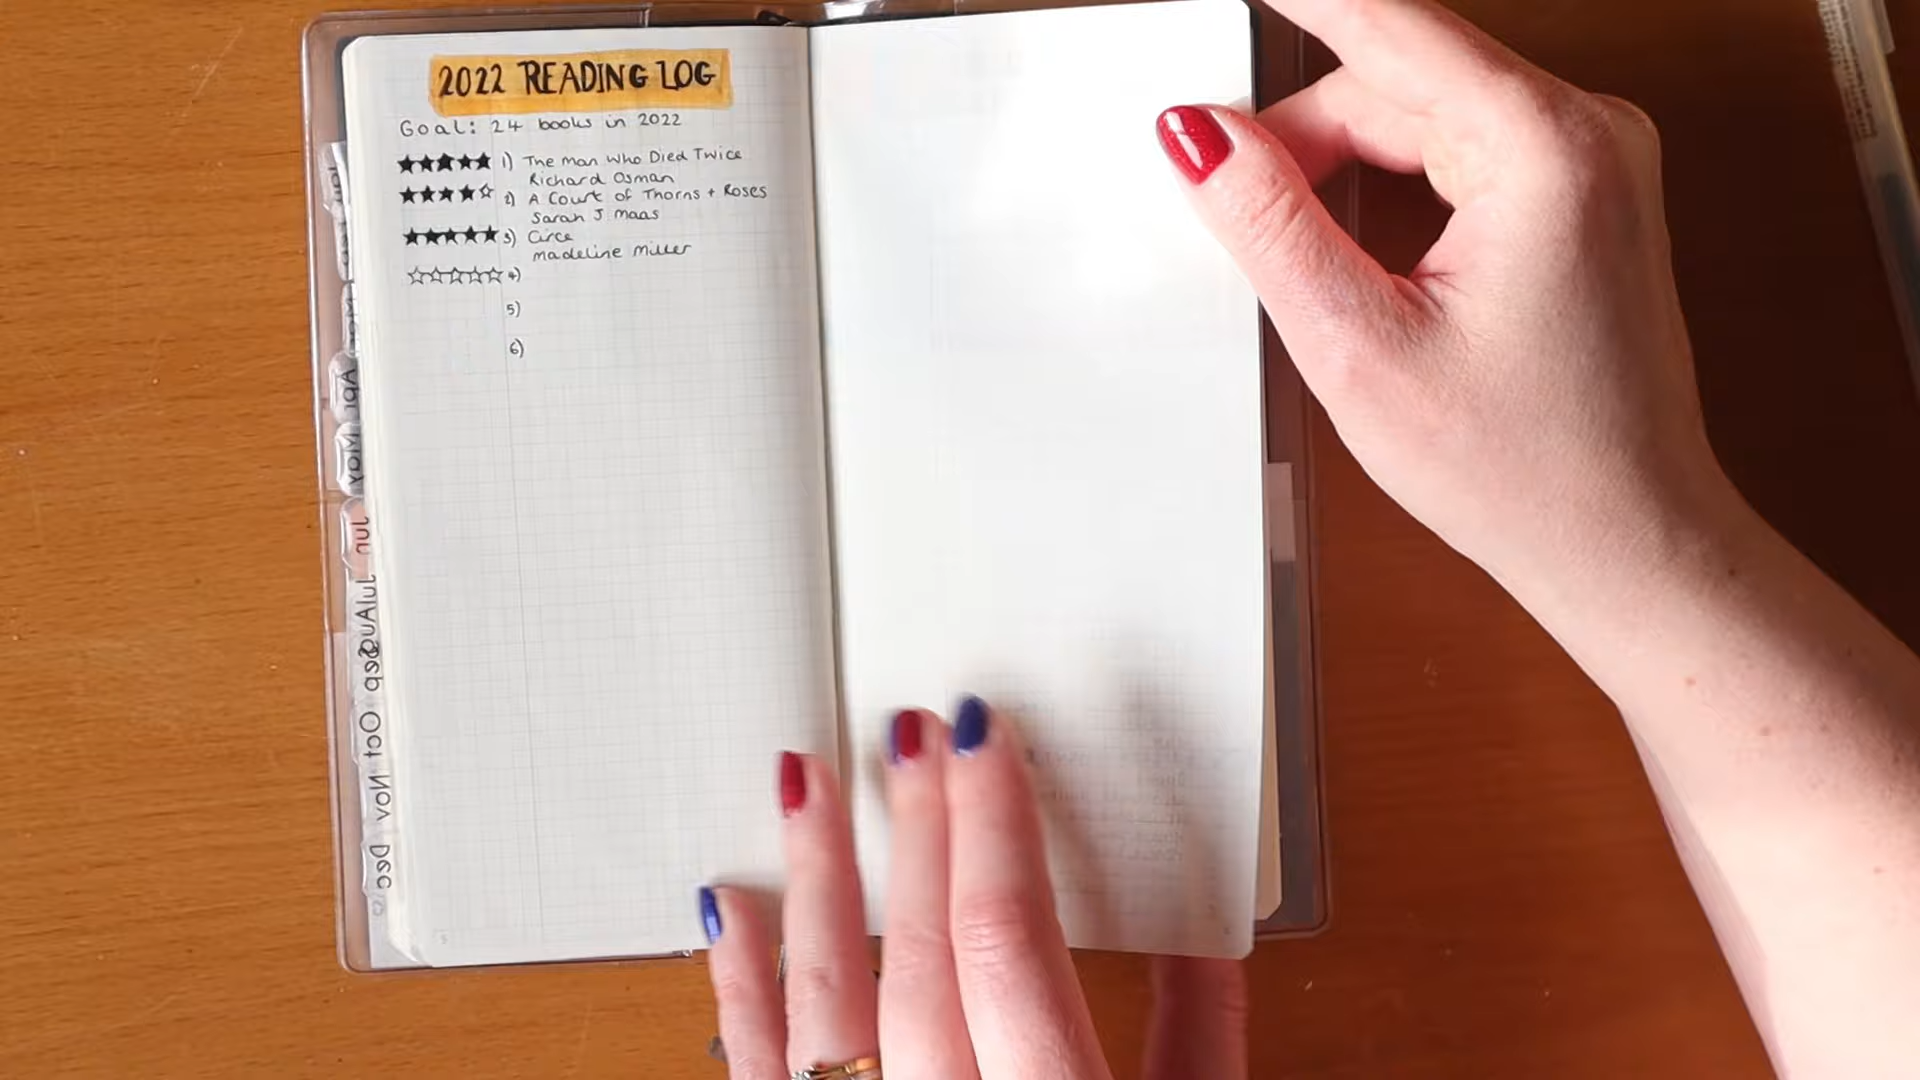 2022 READING LOG
Goal: 24 books in 2022
★★★★★ 1) The Man Who Died Twice
Richard Osman
★★★★☆ 2) A Court of Thorns + Roses
Sarah J Maas
★★★★★ 3) Circe
Madeline Miller
☆☆☆☆☆ 4)
5)
6)
Apr
May
Jun
Jul
Aug
Sep
Oct
Nov
Dec